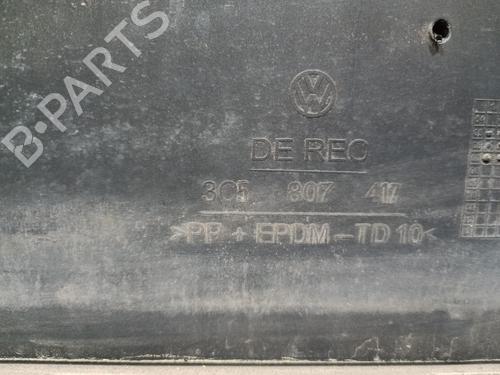 B-PARTS
VW
DE REC
3C5 807 417
>PP + EPDM - TD 10<